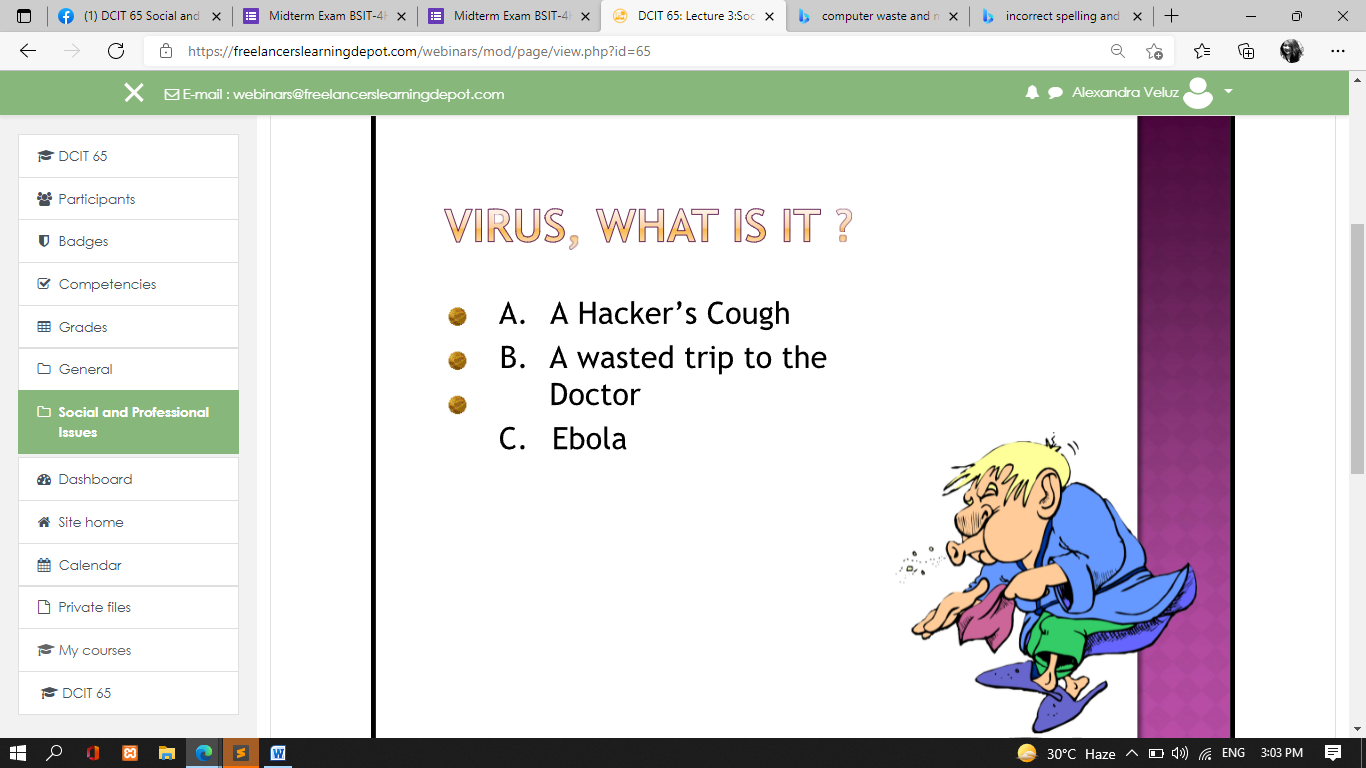 (1) DCIT 65 Social and
Midterm Exam BSIT-4
Midterm Exam BSIT-4
DCIT 65: Lecture 3:Soc
computer waste and m
incorrect spelling and
https://freelancerslearningdepot.com/webinars/mod/page/view.php?id=65
E-mail : webinars@freelancerslearningdepot.com
Alexandra Veluz
DCIT 65
Participants
Badges
Competencies
Grades
General
Social and Professional
Issues
Dashboard
Site home
Calendar
Private files
My courses
DCIT 65
VIRUS, WHAT IS IT ?
A. A Hacker’s Cough
B. A wasted trip to the
Doctor
C. Ebola
30°C Haze
ENG
3:03 PM